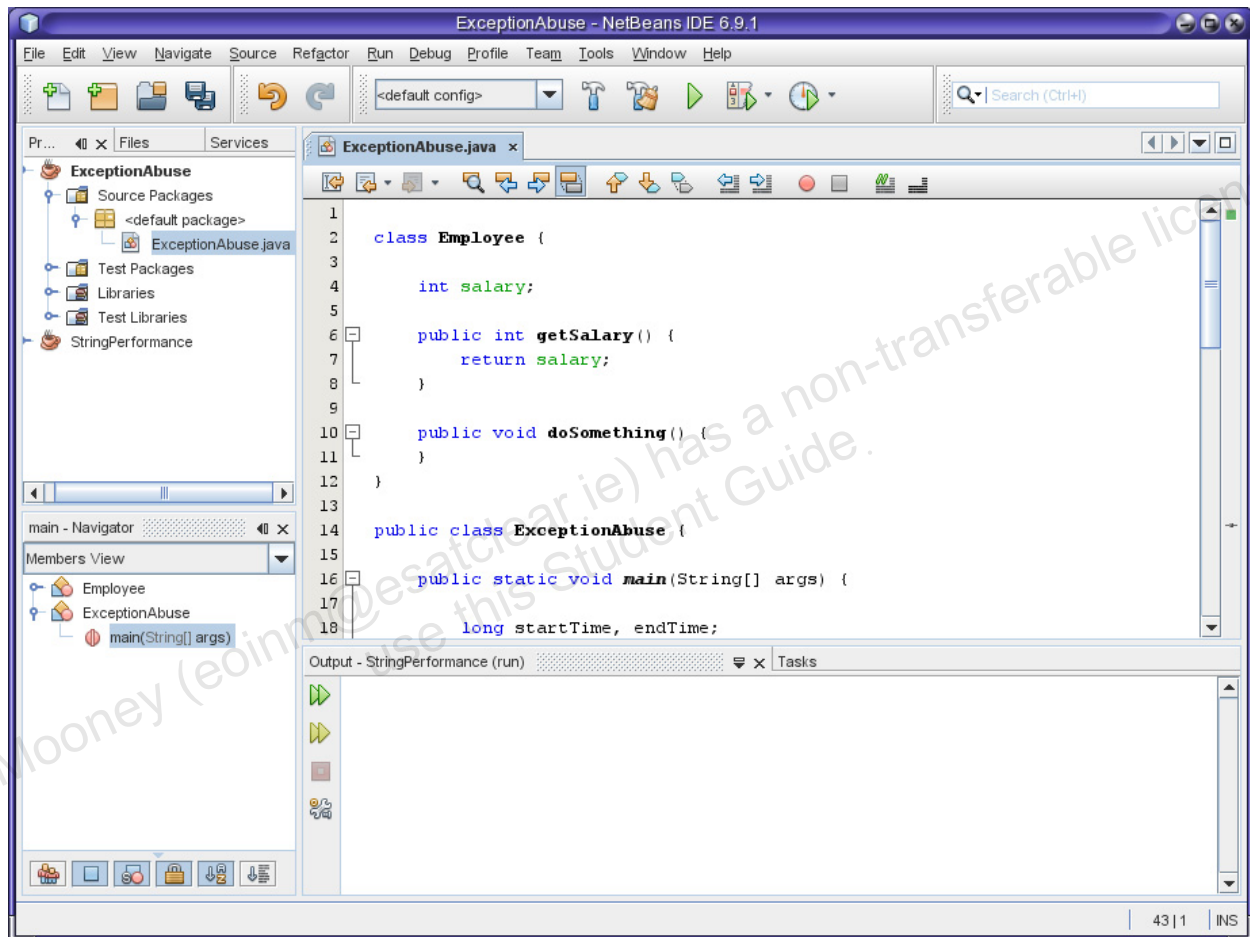 ExceptionAbuse - NetBeans IDE 6.9.1
File Edit View Navigate Source Refactor Run Debug Profile Team Tools Window Help
<default config>
Search (Ctrl+I)
Pr... Files Services
ExceptionAbuse
Source Packages
<default package>
ExceptionAbuse.java
Test Packages
Libraries
Test Libraries
StringPerformance
main - Navigator
Members View
Employee
ExceptionAbuse
main(String[] args)
ExceptionAbuse.java
1
2 class Employee {
3
4 int salary;
5
6 public int getSalary() {
7 return salary;
8 }
9
10 public void doSomething() {
11 }
12 }
13
14 public class ExceptionAbuse {
15
16 public static void main(String[] args) {
17
18 long startTime, endTime;
Output - StringPerformance (run) Tasks
43|1 INS
Mooney (eoinm@esatclear.ie) has a non-transferable licen
use this Student Guide.